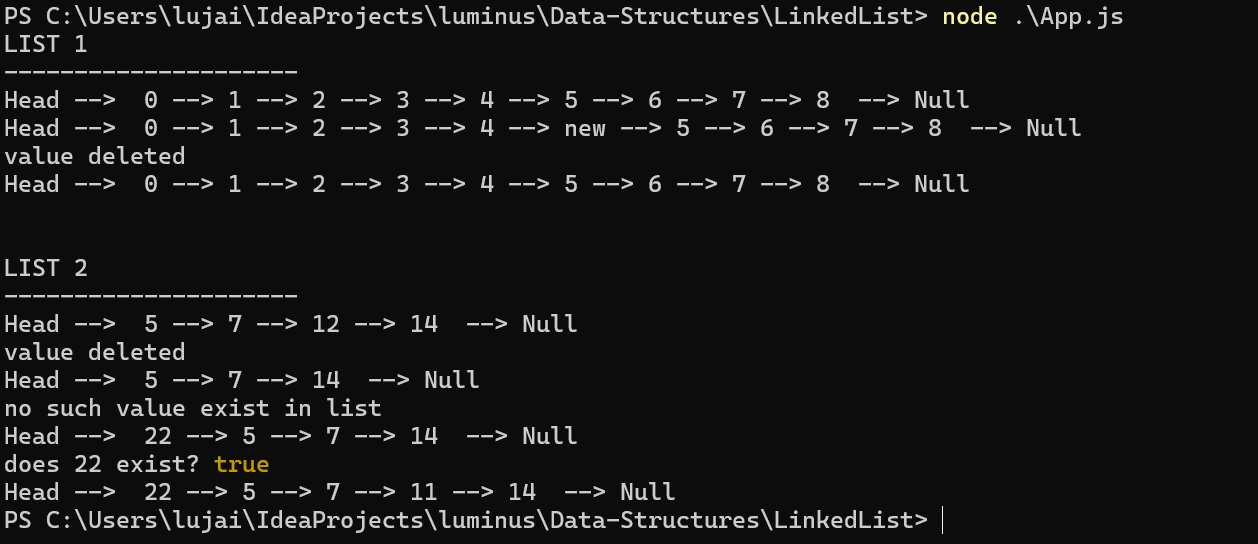 PS C:\Users\lujai\IdeaProjects\luminus\Data-Structures\LinkedList> node .\App.js
LIST 1
---------------------
Head -->  0 --> 1 --> 2 --> 3 --> 4 --> 5 --> 6 --> 7 --> 8  --> Null
Head -->  0 --> 1 --> 2 --> 3 --> 4 --> new --> 5 --> 6 --> 7 --> 8  --> Null
value deleted
Head -->  0 --> 1 --> 2 --> 3 --> 4 --> 5 --> 6 --> 7 --> 8  --> Null
LIST 2
---------------------
Head -->  5 --> 7 --> 12 --> 14  --> Null
value deleted
Head -->  5 --> 7 --> 14  --> Null
no such value exist in list
Head -->  22 --> 5 --> 7 --> 14  --> Null
does 22 exist? true
Head -->  22 --> 5 --> 7 --> 11 --> 14  --> Null
PS C:\Users\lujai\IdeaProjects\luminus\Data-Structures\LinkedList>